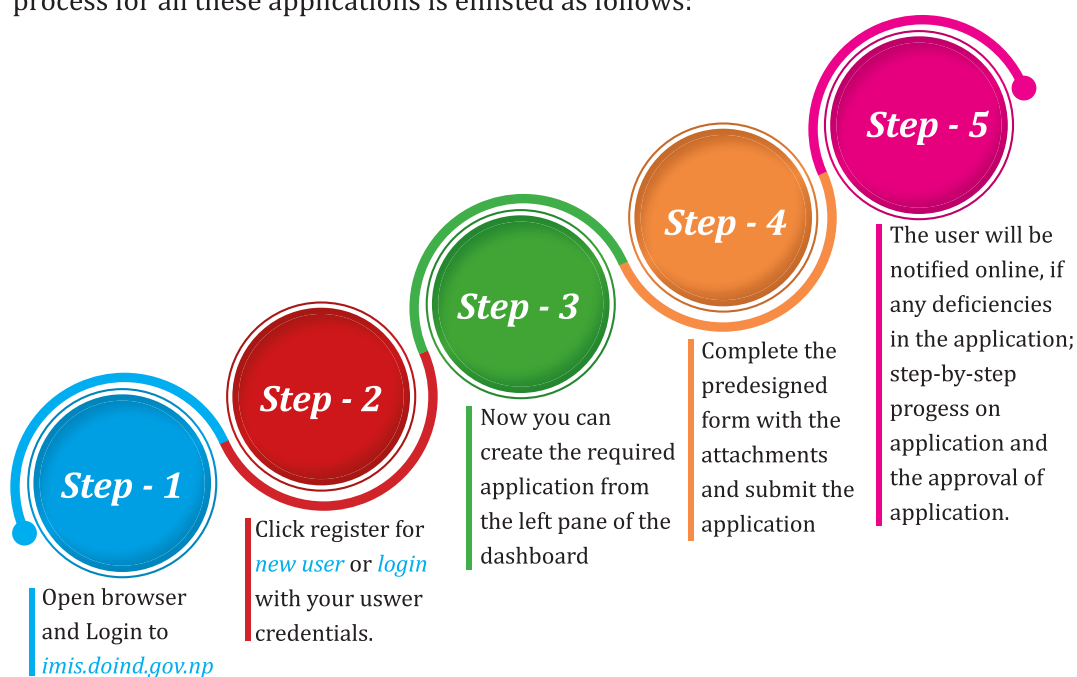 process for all these applications is enlisted as follows:
Step - 1
Open browser
and Login to
imis.doind.gov.np
Step - 2
Click register for
new user or login
with your uswer
credentials.
Step - 3
Now you can
create the required
application from
the left pane of the
dashboard
Step - 4
Complete the
predesigned
form with the
attachments
and submit the
application
Step - 5
The user will be
notified online, if
any deficiencies
in the application;
step-by-step
progess on
application and
the approval of
application.